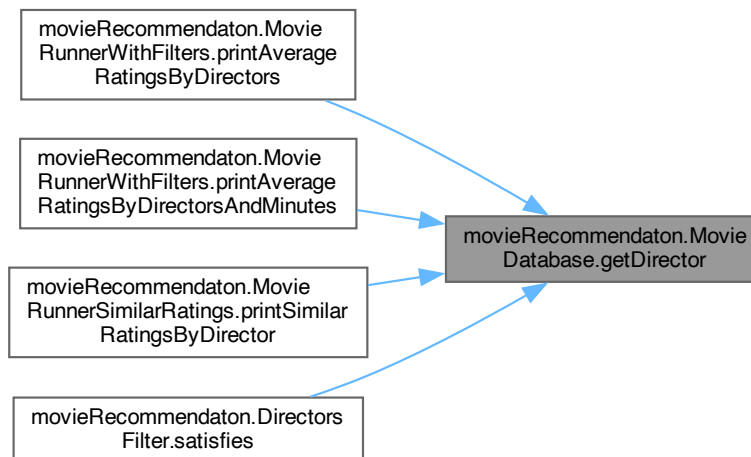 movieRecommendaton.Movie
RunnerWithFilters.printAverage
RatingsByDirectors
movieRecommendaton.Movie
RunnerWithFilters.printAverage
RatingsByDirectorsAndMinutes
movieRecommendaton.Movie
Database.getDirector
movieRecommendaton.Movie
RunnerSimilarRatings.printSimilar
RatingsByDirector
movieRecommendaton.Directors
Filter.satisfies